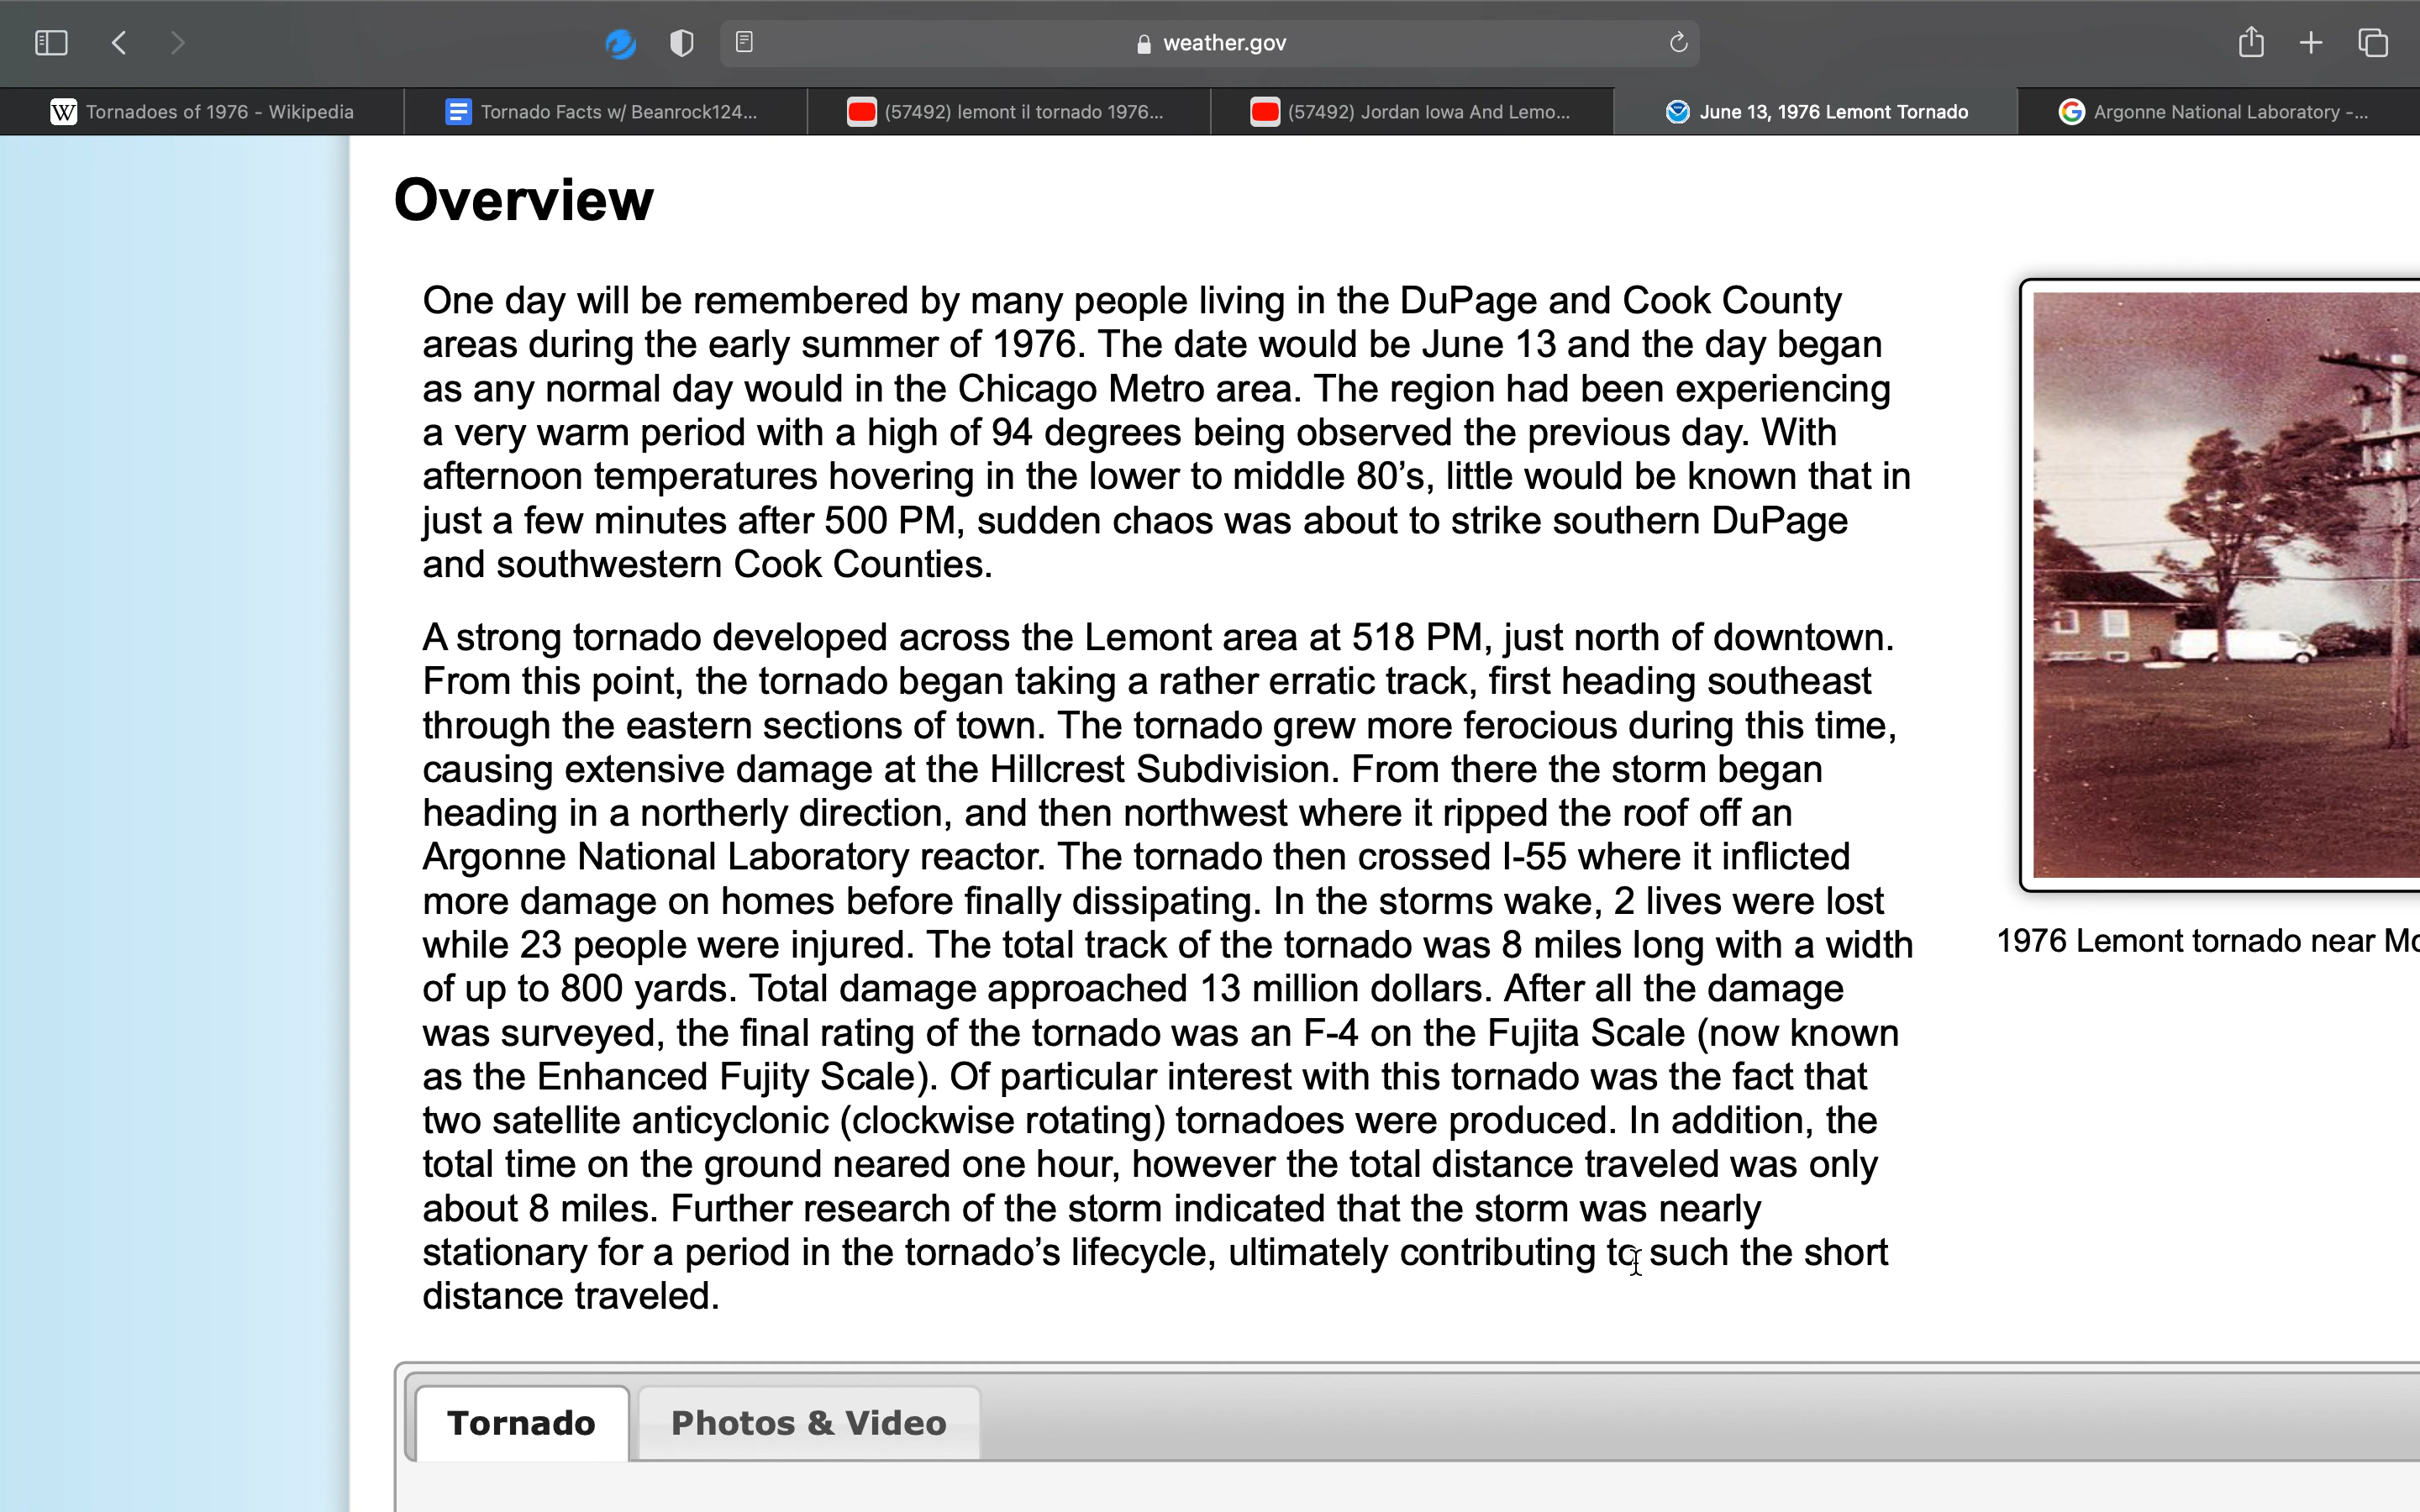 weather.gov
Tornadoes of 1976 - Wikipedia
Tornado Facts w/ Beanrock124...
(57492) lemont il tornado 1976...
(57492) Jordan Iowa And Lemo...
June 13, 1976 Lemont Tornado
Argonne National Laboratory -...
Overview
One day will be remembered by many people living in the DuPage and Cook County
areas during the early summer of 1976. The date would be June 13 and the day began
as any normal day would in the Chicago Metro area. The region had been experiencing
a very warm period with a high of 94 degrees being observed the previous day. With
afternoon temperatures hovering in the lower to middle 80’s, little would be known that in
just a few minutes after 500 PM, sudden chaos was about to strike southern DuPage
and southwestern Cook Counties.
A strong tornado developed across the Lemont area at 518 PM, just north of downtown.
From this point, the tornado began taking a rather erratic track, first heading southeast
through the eastern sections of town. The tornado grew more ferocious during this time,
causing extensive damage at the Hillcrest Subdivision. From there the storm began
heading in a northerly direction, and then northwest where it ripped the roof off an
Argonne National Laboratory reactor. The tornado then crossed I-55 where it inflicted
more damage on homes before finally dissipating. In the storms wake, 2 lives were lost
while 23 people were injured. The total track of the tornado was 8 miles long with a width
of up to 800 yards. Total damage approached 13 million dollars. After all the damage
was surveyed, the final rating of the tornado was an F-4 on the Fujita Scale (now known
as the Enhanced Fujity Scale). Of particular interest with this tornado was the fact that
two satellite anticyclonic (clockwise rotating) tornadoes were produced. In addition, the
total time on the ground neared one hour, however the total distance traveled was only
about 8 miles. Further research of the storm indicated that the storm was nearly
stationary for a period in the tornado’s lifecycle, ultimately contributing to such the short
distance traveled.
1976 Lemont tornado near Mc
Tornado
Photos & Video